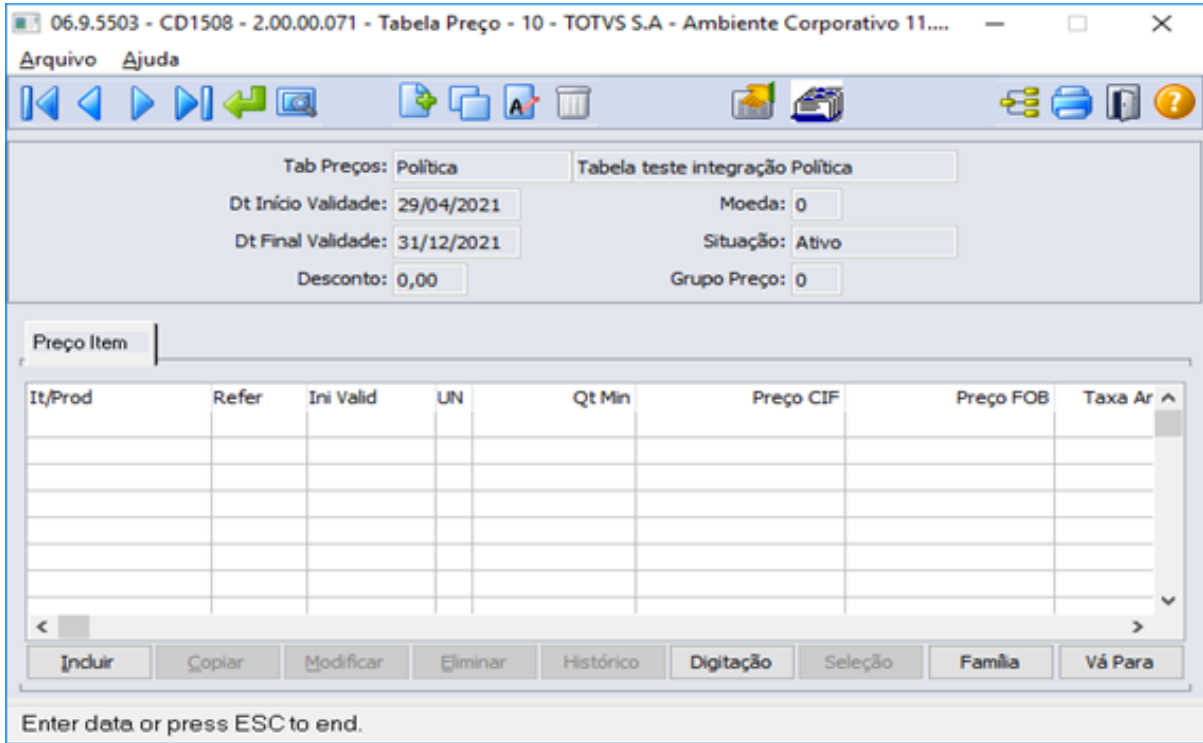 06.9.5503 - CD1508 - 2.00.00.071 - Tabela Preço - 10 - TOTVS S.A - Ambiente Corporativo 11....
Arquivo Ajuda
Tab Preços: Política Tabela teste integração Política
Dt Início Validade: 29/04/2021 Moeda: 0
Dt Final Validade: 31/12/2021 Situação: Ativo
Desconto: 0,00 Grupo Preço: 0
Preço Item
It/Prod Refer Ini Valid UN Qt Min Preço CIF Preço FOB Taxa Ar
Incluir Copiar Modificar Eliminar Histórico Digitação Seleção Família Vá Para
Enter data or press ESC to end.